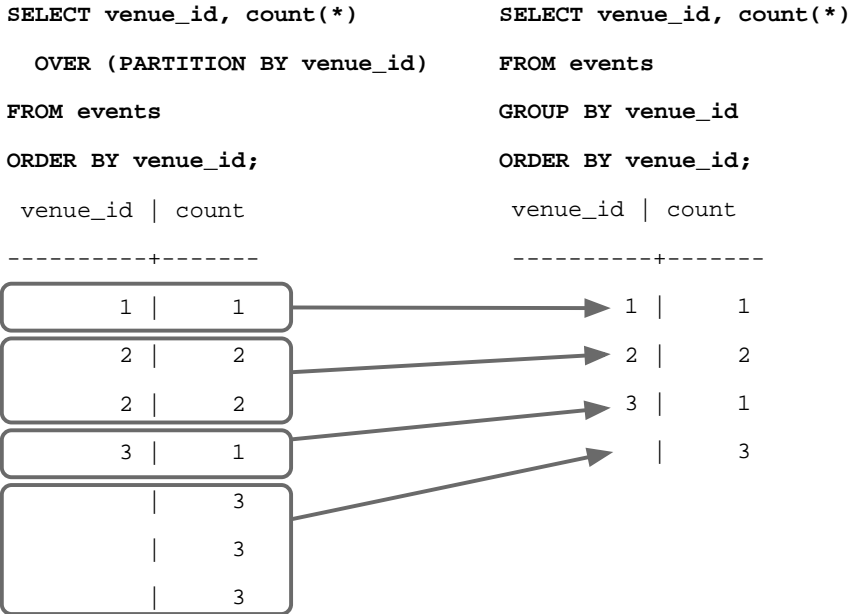 SELECT venue_id, count(*)
OVER (PARTITION BY venue_id)
FROM events
ORDER BY venue_id;
venue_id | count
----------+-------
1 | 1
2 | 2
2 | 2
3 | 1
| 3
| 3
| 3
SELECT venue_id, count(*)
FROM events
GROUP BY venue_id
ORDER BY venue_id;
venue_id | count
----------+-------
1 | 1
2 | 2
3 | 1
| 3